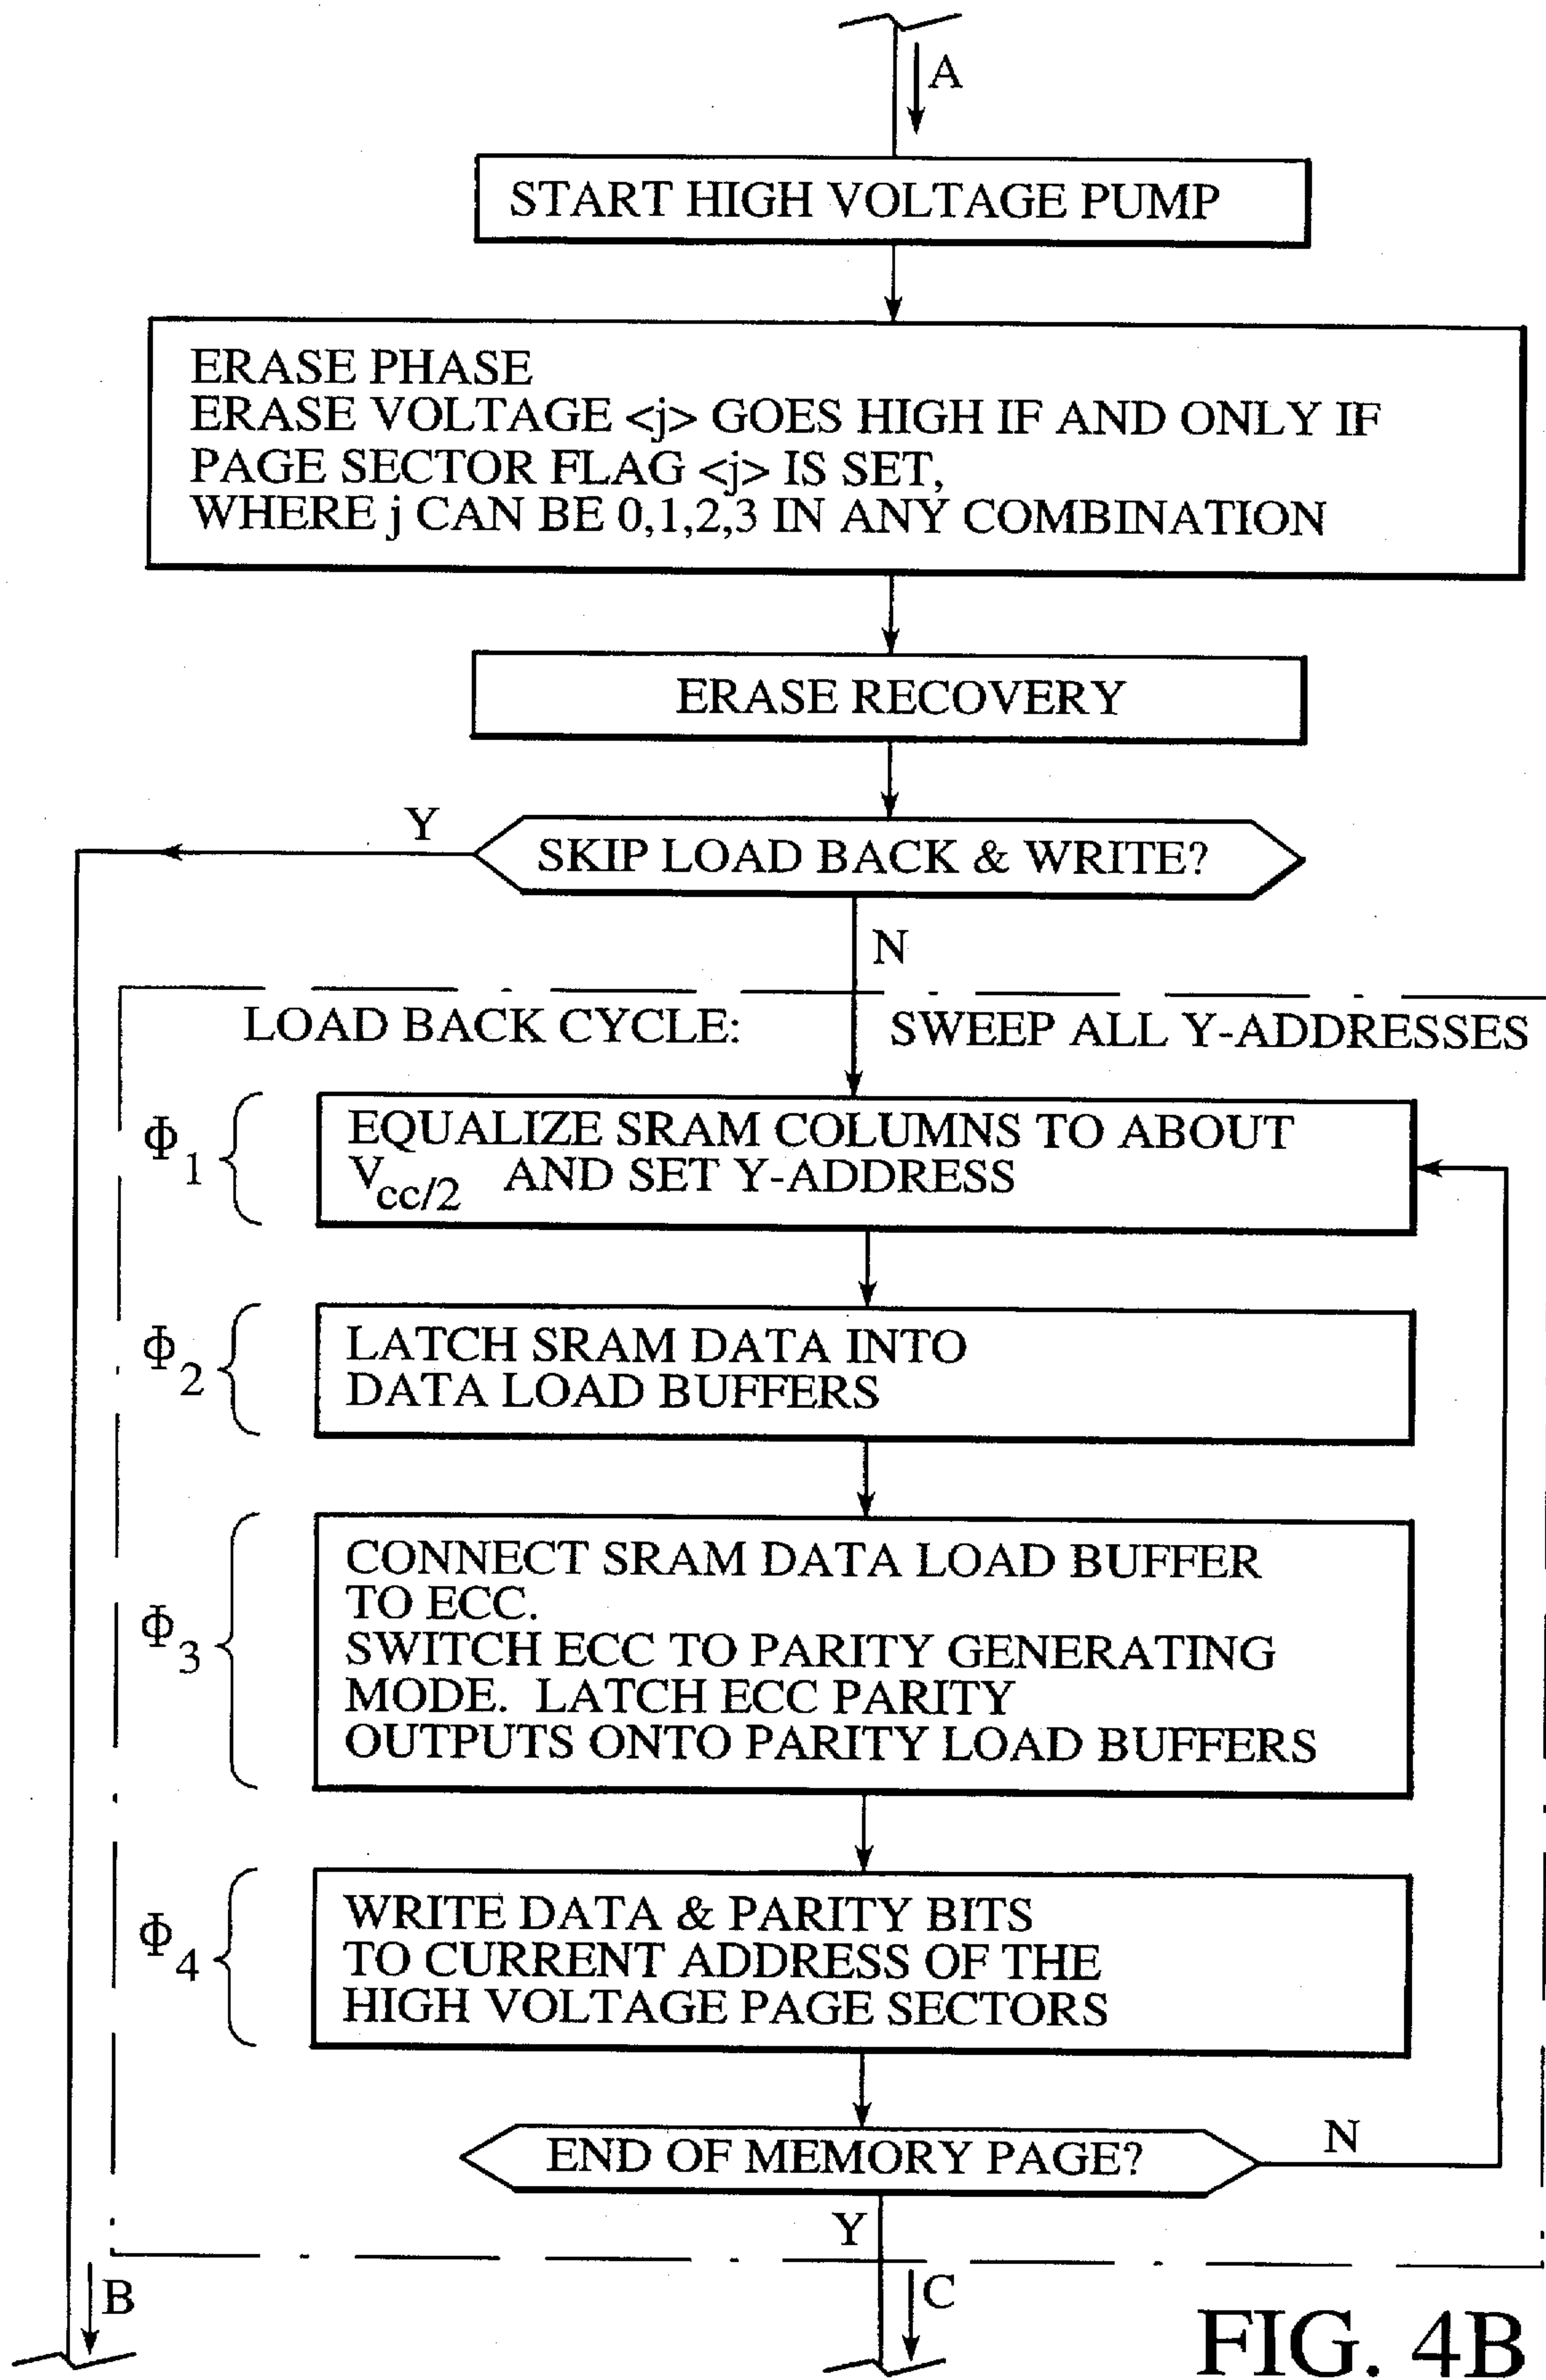 A
START HIGH VOLTAGE PUMP
ERASE PHASE
ERASE VOLTAGE <j> GOES HIGH IF AND ONLY IF
PAGE SECTOR FLAG <j> IS SET,
WHERE j CAN BE 0,1,2,3 IN ANY COMBINATION
ERASE RECOVERY
Y
SKIP LOAD BACK & WRITE?
N
LOAD BACK CYCLE: SWEEP ALL Y-ADDRESSES
Φ1
EQUALIZE SRAM COLUMNS TO ABOUT
Vcc/2 AND SET Y-ADDRESS
Φ2
LATCH SRAM DATA INTO
DATA LOAD BUFFERS
Φ3
CONNECT SRAM DATA LOAD BUFFER
TO ECC.
SWITCH ECC TO PARITY GENERATING
MODE. LATCH ECC PARITY
OUTPUTS ONTO PARITY LOAD BUFFERS
Φ4
WRITE DATA & PARITY BITS
TO CURRENT ADDRESS OF THE
HIGH VOLTAGE PAGE SECTORS
END OF MEMORY PAGE?
N
Y
B
C
FIG. 4B